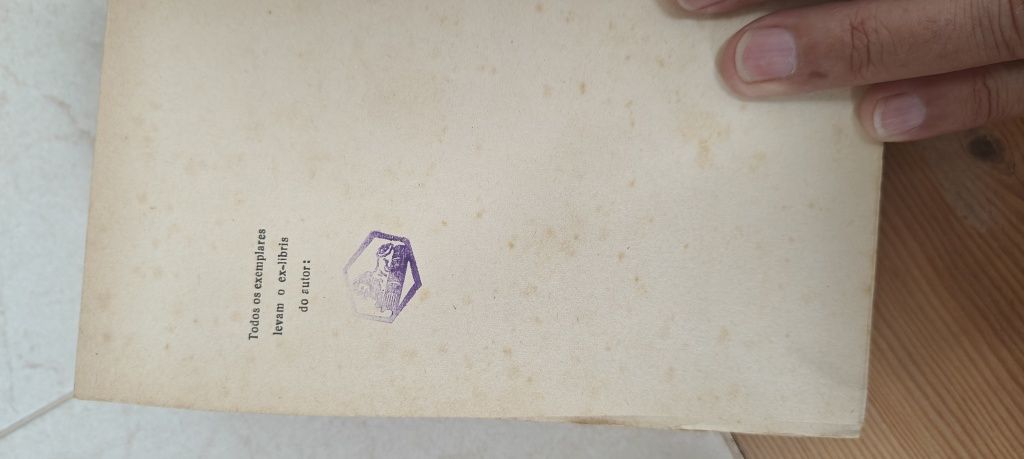 Todos os exemplares
levam o ex-libris
do autor: